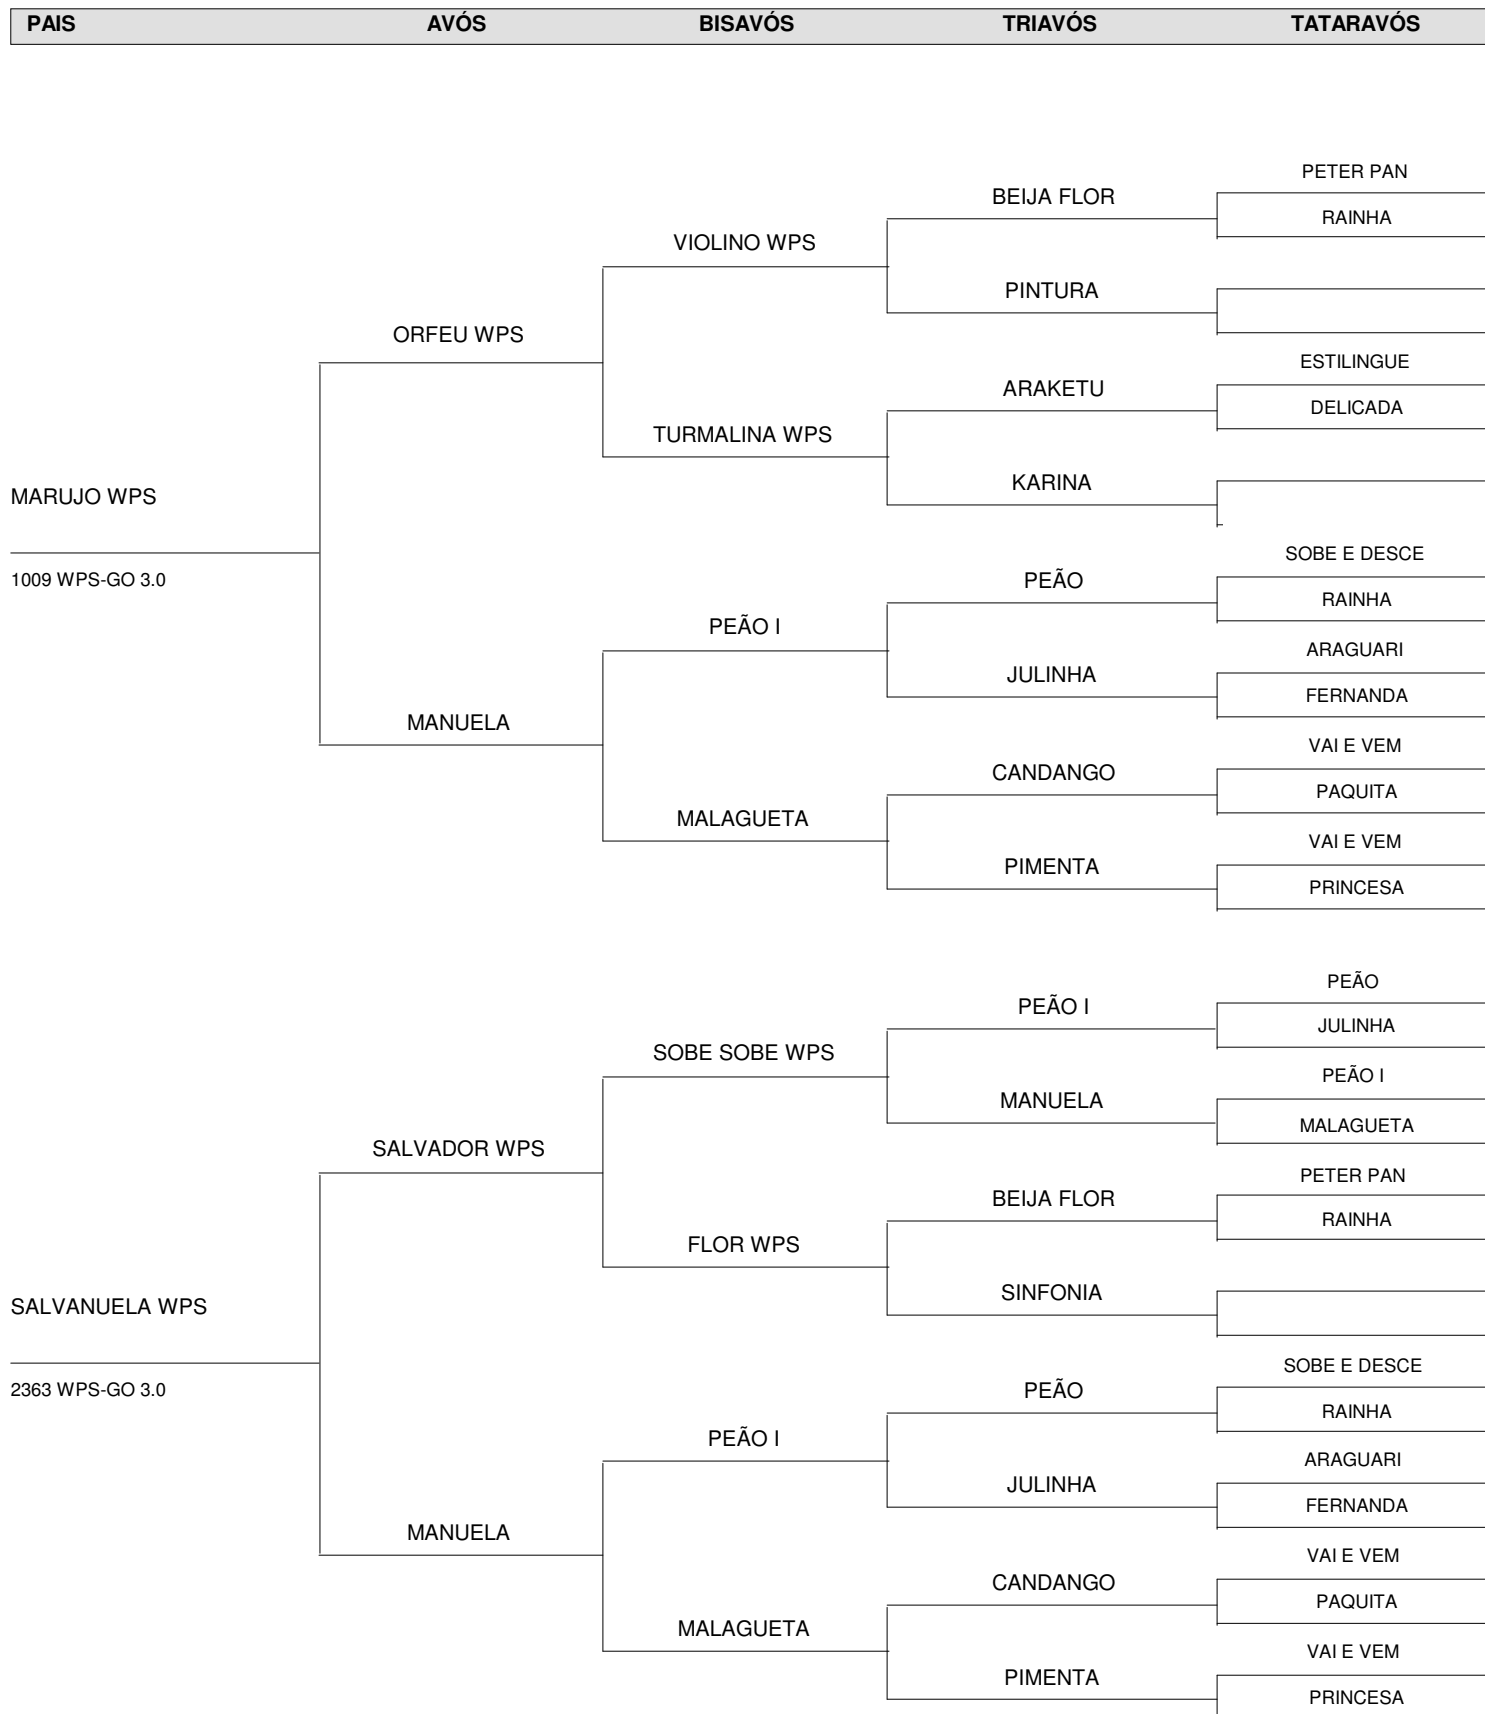 PAIS AVÓS BISAVÓS TRIAVÓS TATARAVÓS
PETER PAN
BEIJA FLOR
RAINHA
VIOLINO WPS
PINTURA
ORFEU WPS
ESTILINGUE
ARAKETU
DELICADA
TURMALINA WPS
KARINA
MARUJO WPS
SOBE E DESCE
1009 WPS-GO 3.0
PEÃO
RAINHA
PEÃO I
ARAGUARI
JULINHA
FERNANDA
MANUELA
VAI E VEM
CANDANGO
PAQUITA
MALAGUETA
VAI E VEM
PIMENTA
PRINCESA
PEÃO
PEÃO I
JULINHA
SOBE SOBE WPS
PEÃO I
MANUELA
MALAGUETA
SALVADOR WPS
PETER PAN
BEIJA FLOR
RAINHA
FLOR WPS
SINFONIA
SALVANUELA WPS
SOBE E DESCE
2363 WPS-GO 3.0
PEÃO
RAINHA
PEÃO I
ARAGUARI
JULINHA
FERNANDA
MANUELA
VAI E VEM
CANDANGO
PAQUITA
MALAGUETA
VAI E VEM
PIMENTA
PRINCESA